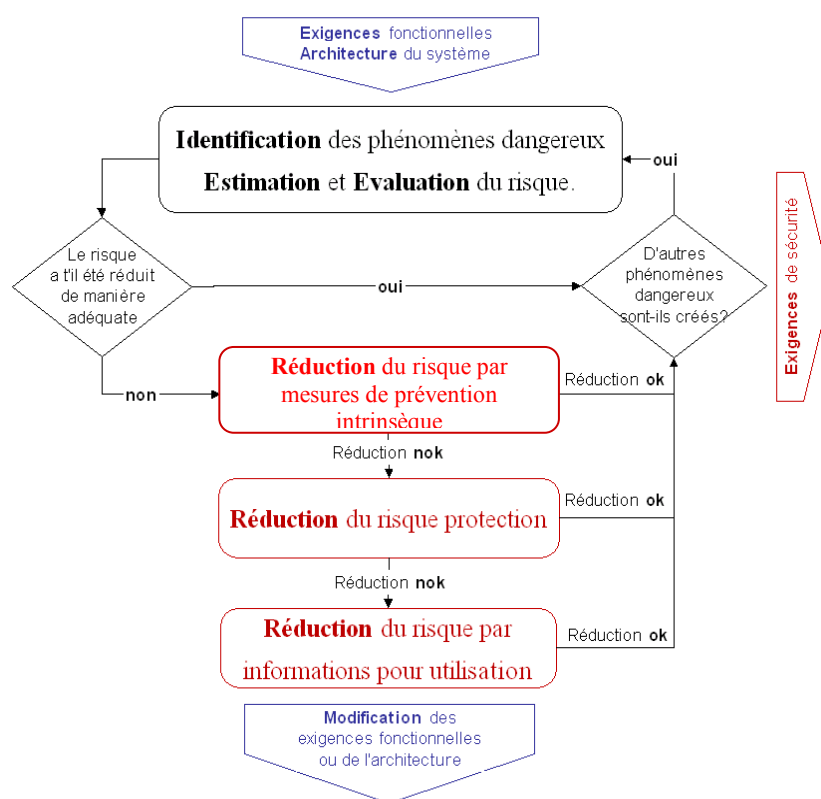 Exigences fonctionnelles
Architecture du système
Identification des phénomènes dangereux
Estimation et Evaluation du risque.
oui
Le risque
a t'il été réduit
de manière
adéquate
oui
D'autres
phénomènes
dangereux
sont-ils créés?
Exigences de sécurité
non
Réduction du risque par
mesures de prévention
intrinsèque
Réduction ok
Réduction nok
Réduction du risque protection
Réduction ok
Réduction nok
Réduction du risque par
informations pour utilisation
Réduction ok
Modification des
exigences fonctionnelles
ou de l'architecture